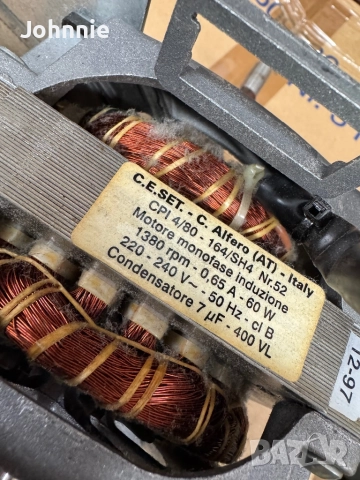 Johnnie
C.E.SET. - C. Alfero (AT) - Italy
CPI 4/80 - 164/SH4 Nr.52
Motore monofase induzione
1380 rpm - 0,65 A - 60 W
220 - 240 V~ - 50 Hz - cl B
Condensatore 7 µF - 400 VL
12-97
BAZAR